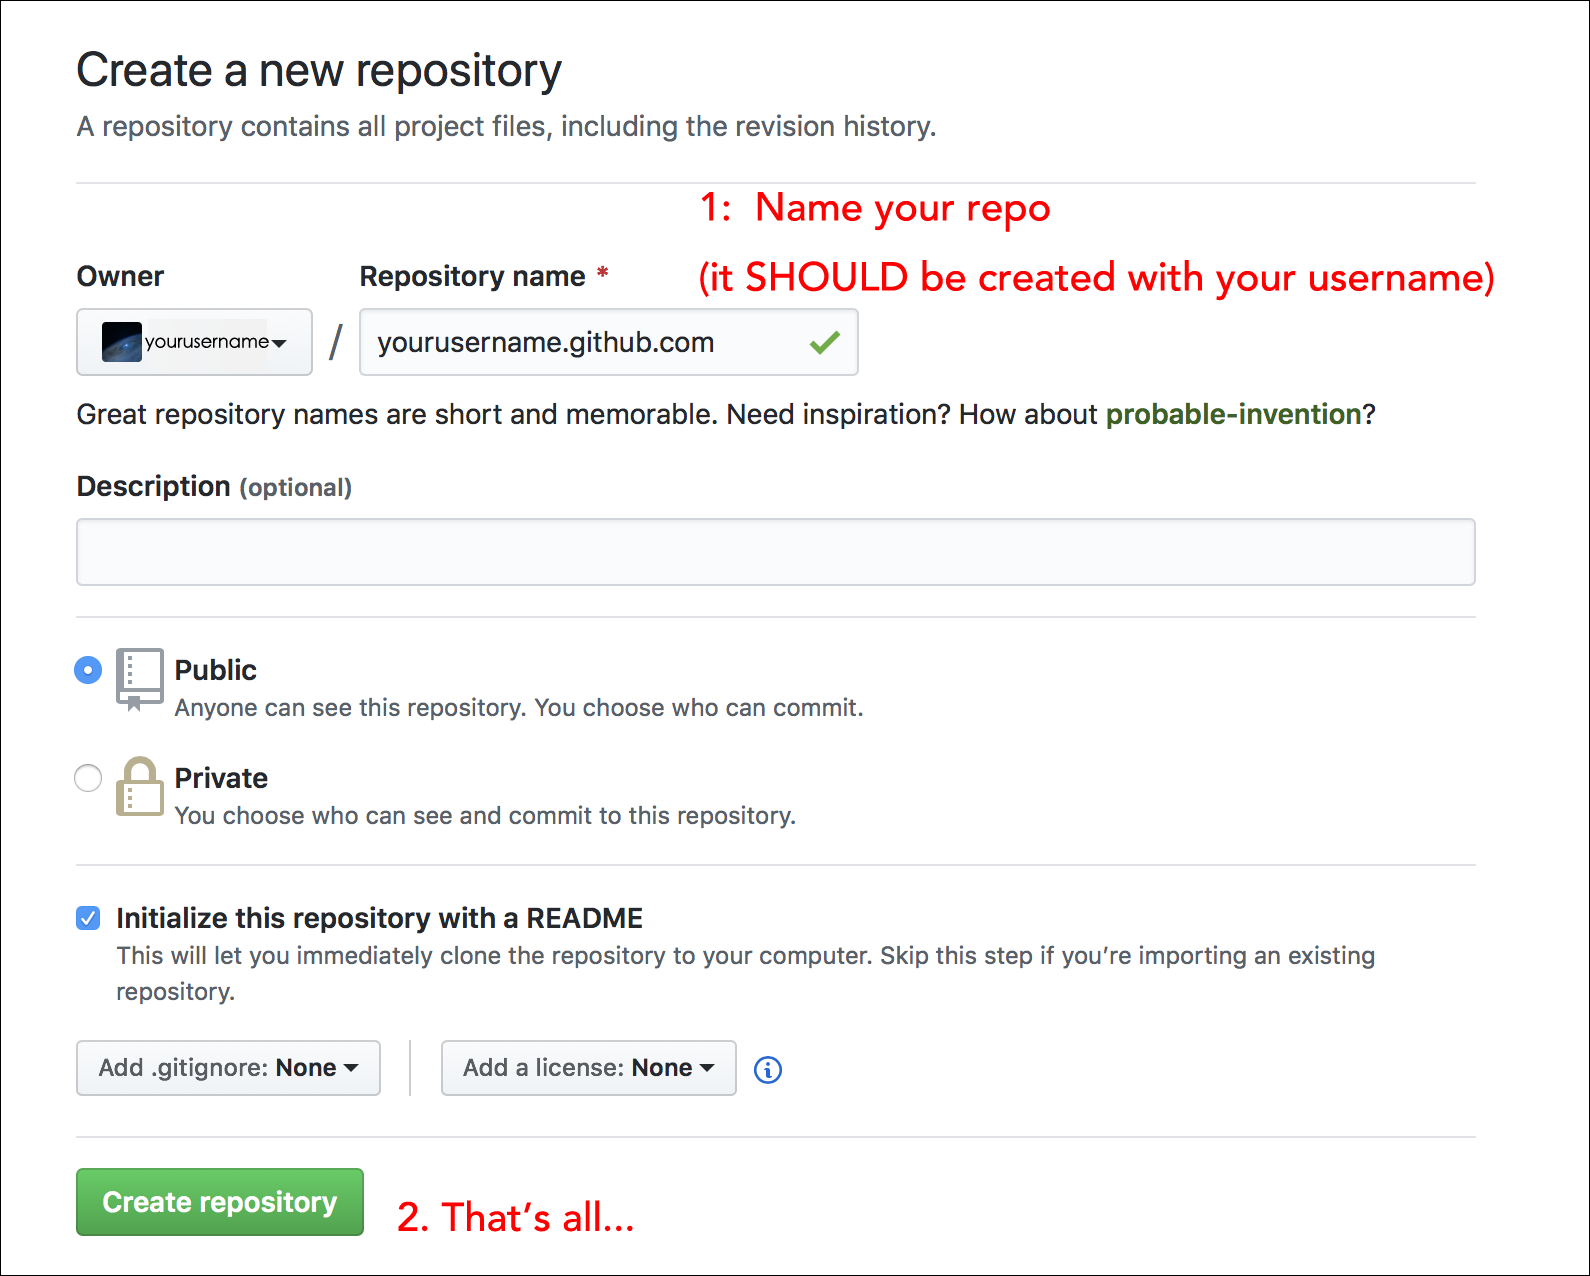 Create a new repository
A repository contains all project files, including the revision history.
1: Name your repo
(it SHOULD be created with your username)
Owner
Repository name *
yourusername
/
yourusername.github.com
Great repository names are short and memorable. Need inspiration? How about probable-invention?
Description (optional)
Public
Anyone can see this repository. You choose who can commit.
Private
You choose who can see and commit to this repository.
Initialize this repository with a README
This will let you immediately clone the repository to your computer. Skip this step if you’re importing an existing
repository.
Add .gitignore: None
Add a license: None
Create repository
2. That’s all...